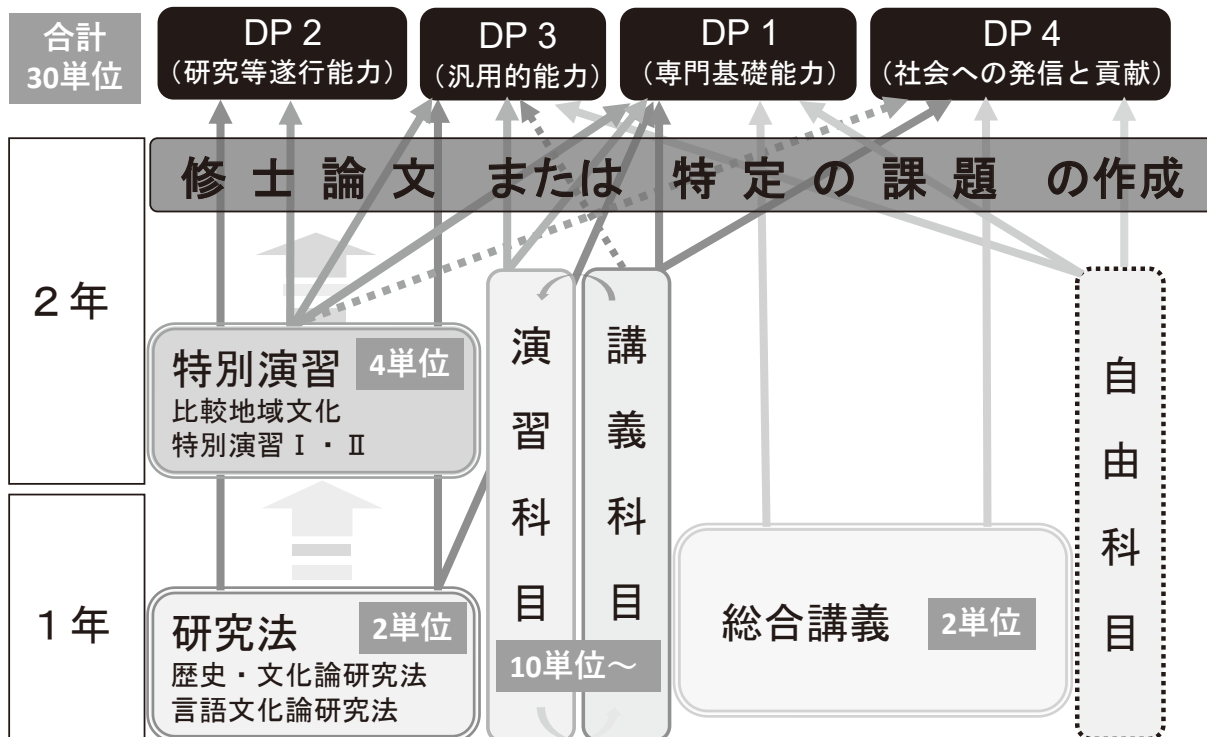 合計
30単位
DP 2
（研究等遂行能力）
DP 3
（汎用的能力）
DP 1
（専門基礎能力）
DP 4
（社会への発信と貢献）
修士論文 または 特定の課題 の作成
２年
特別演習 4単位
比較地域文化
特別演習Ⅰ・Ⅱ
演習科目
講義科目
10単位～
自由科目
１年
研究法 2単位
歴史・文化論研究法
言語文化論研究法
総合講義 2単位